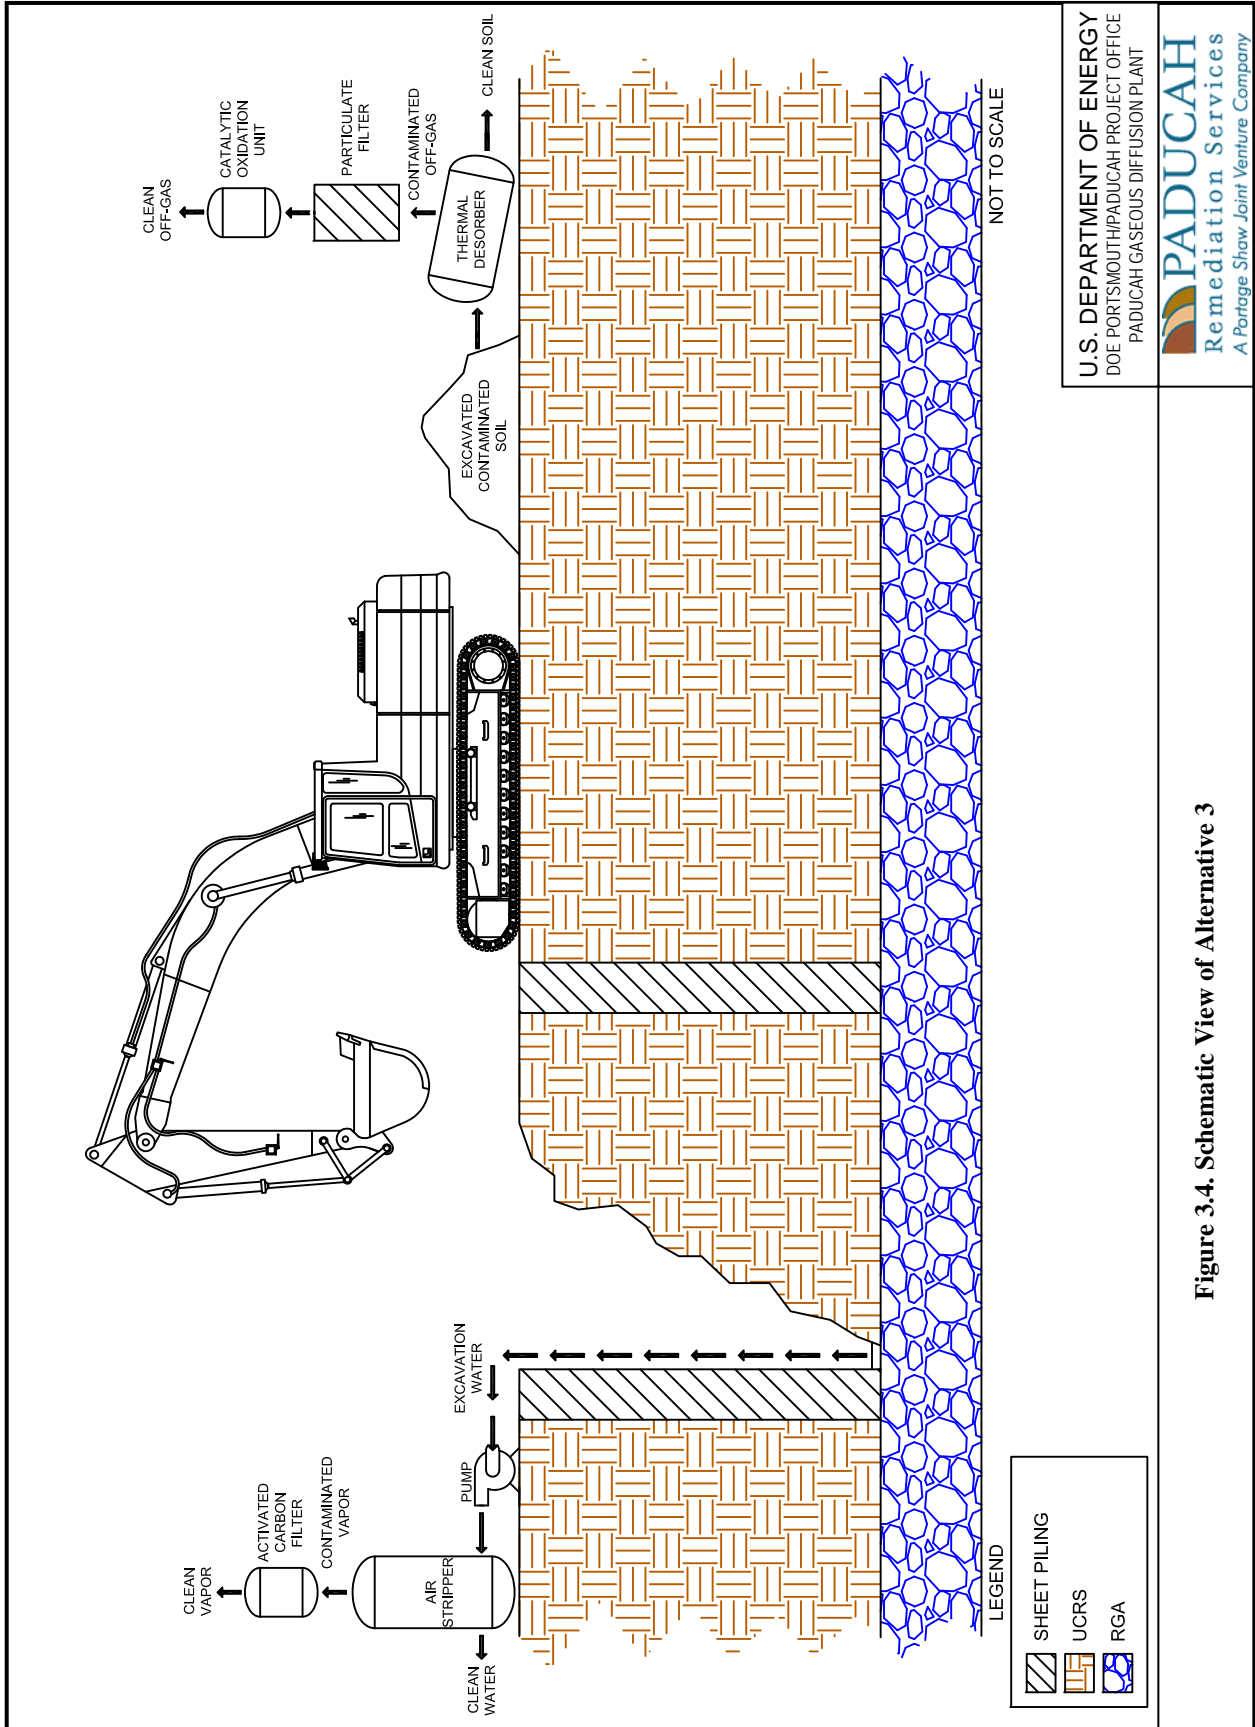 CLEAN
VAPOR
ACTIVATED
CARBON
FILTER
CONTAMINATED
VAPOR
AIR
STRIPPER
CLEAN
WATER
PUMP
EXCAVATION
WATER
EXCAVATED
CONTAMINATED
SOIL
CLEAN
OFF-GAS
CATALYTIC
OXIDATION
UNIT
PARTICULATE
FILTER
CONTAMINATED
OFF-GAS
THERMAL
DESORBER
CLEAN SOIL
LEGEND
SHEET PILING
UCRS
RGA
NOT TO SCALE
U.S. DEPARTMENT OF ENERGY
DOE PORTSMOUTH/PADUCAH PROJECT OFFICE
PADUCAH GASEOUS DIFFUSION PLANT
PADUCAH
Remediation Services
A Portage Shaw Joint Venture Company
Figure 3.4. Schematic View of Alternative 3